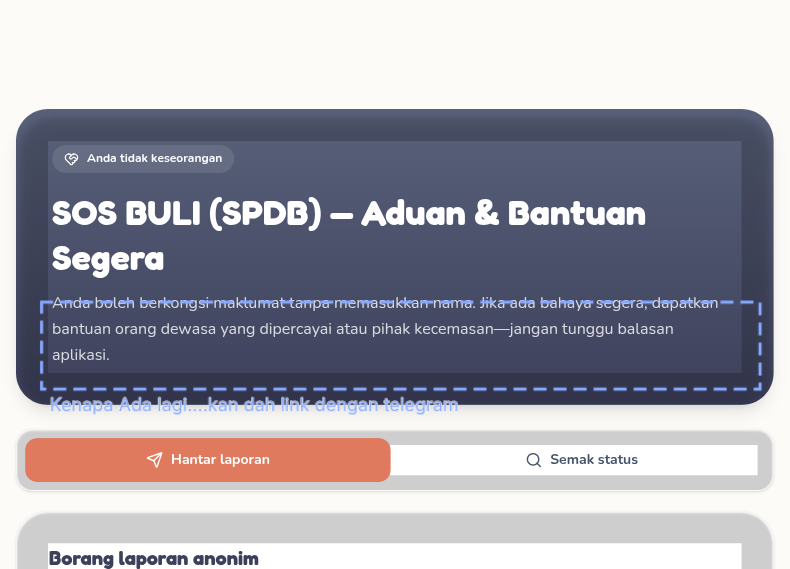 Anda tidak keseorangan
SOS BULI (SPDB) — Aduan & Bantuan
Segera
Anda boleh berkongsi maklumat tanpa memasukkan nama. Jika ada bahaya segera, dapatkan
bantuan orang dewasa yang dipercayai atau pihak kecemasan—jangan tunggu balasan
aplikasi.
Kenapa Ada lagi....kan dah link dengan telegram
Hantar laporan
Semak status
Borang laporan anonim